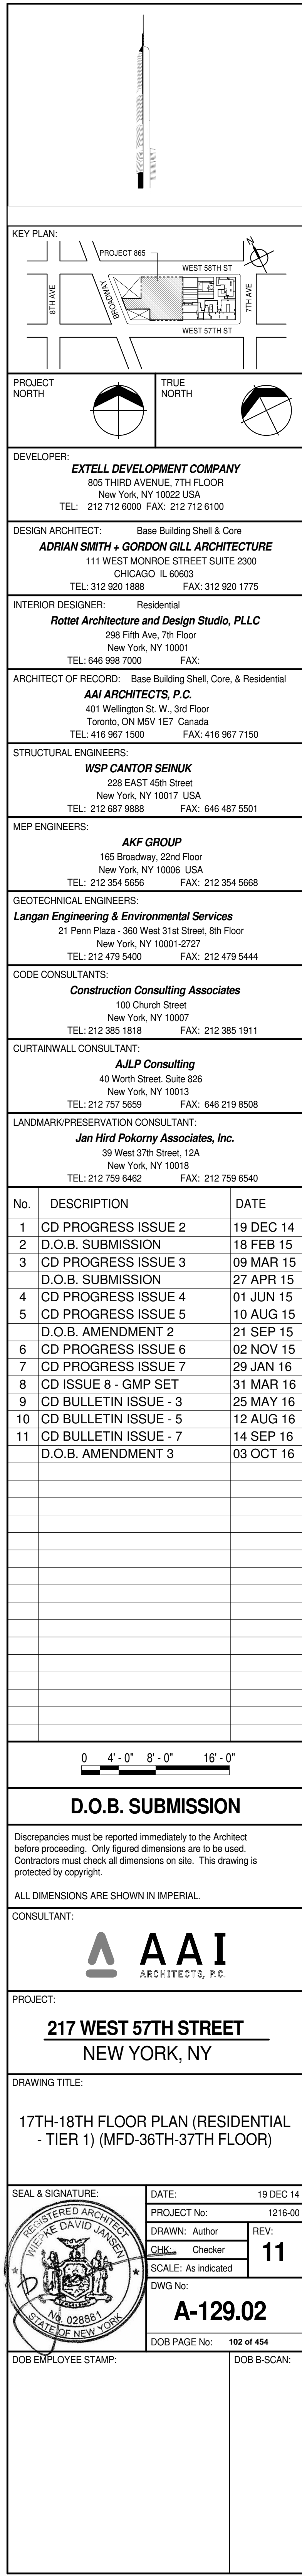 KEY PLAN:
N
PROJECT 865
WEST 58TH ST
8TH AVE
BROADWAY
7TH AVE
WEST 57TH ST
PROJECT
NORTH
TRUE
NORTH
DEVELOPER:
EXTELL DEVELOPMENT COMPANY
805 THIRD AVENUE, 7TH FLOOR
New York, NY 10022 USA
TEL: 212 712 6000 FAX: 212 712 6100
DESIGN ARCHITECT: Base Building Shell & Core
ADRIAN SMITH + GORDON GILL ARCHITECTURE
111 WEST MONROE STREET SUITE 2300
CHICAGO IL 60603
TEL: 312 920 1888 FAX: 312 920 1775
INTERIOR DESIGNER: Residential
Rottet Architecture and Design Studio, PLLC
298 Fifth Ave, 7th Floor
New York, NY 10001
TEL: 646 998 7000 FAX:
ARCHITECT OF RECORD: Base Building Shell, Core, & Residential
AAI ARCHITECTS, P.C.
401 Wellington St. W., 3rd Floor
Toronto, ON M5V 1E7 Canada
TEL: 416 967 1500 FAX: 416 967 7150
STRUCTURAL ENGINEERS:
WSP CANTOR SEINUK
228 EAST 45th Street
New York, NY 10017 USA
TEL: 212 687 9888 FAX: 646 487 5501
MEP ENGINEERS:
AKF GROUP
165 Broadway, 22nd Floor
New York, NY 10006 USA
TEL: 212 354 5656 FAX: 212 354 5668
GEOTECHNICAL ENGINEERS:
Langan Engineering & Environmental Services
21 Penn Plaza - 360 West 31st Street, 8th Floor
New York, NY 10001-2727
TEL: 212 479 5400 FAX: 212 479 5444
CODE CONSULTANTS:
Construction Consulting Associates
100 Church Street
New York, NY 10007
TEL: 212 385 1818 FAX: 212 385 1911
CURTAINWALL CONSULTANT:
AJLP Consulting
40 Worth Street. Suite 826
New York, NY 10013
TEL: 212 757 5659 FAX: 646 219 8508
LANDMARK/PRESERVATION CONSULTANT:
Jan Hird Pokorny Associates, Inc.
39 West 37th Street, 12A
New York, NY 10018
TEL: 212 759 6462 FAX: 212 759 6540
No. DESCRIPTION DATE
1 CD PROGRESS ISSUE 2 19 DEC 14
2 D.O.B. SUBMISSION 18 FEB 15
3 CD PROGRESS ISSUE 3 09 MAR 15
D.O.B. SUBMISSION 27 APR 15
4 CD PROGRESS ISSUE 4 01 JUN 15
5 CD PROGRESS ISSUE 5 10 AUG 15
D.O.B. AMENDMENT 2 21 SEP 15
6 CD PROGRESS ISSUE 6 02 NOV 15
7 CD PROGRESS ISSUE 7 29 JAN 16
8 CD ISSUE 8 - GMP SET 31 MAR 16
9 CD BULLETIN ISSUE - 3 25 MAY 16
10 CD BULLETIN ISSUE - 5 12 AUG 16
11 CD BULLETIN ISSUE - 7 14 SEP 16
D.O.B. AMENDMENT 3 03 OCT 16
0 4' - 0" 8' - 0" 16' - 0"
D.O.B. SUBMISSION
Discrepancies must be reported immediately to the Architect
before proceeding. Only figured dimensions are to be used.
Contractors must check all dimensions on site. This drawing is
protected by copyright.
ALL DIMENSIONS ARE SHOWN IN IMPERIAL.
CONSULTANT:
AAI
ARCHITECTS, P.C.
PROJECT:
217 WEST 57TH STREET
NEW YORK, NY
DRAWING TITLE:
17TH-18TH FLOOR PLAN (RESIDENTIAL
- TIER 1) (MFD-36TH-37TH FLOOR)
SEAL & SIGNATURE:
REGISTERED ARCHITECT
WIEPKE DAVID JANSEN
No. 028881
STATE OF NEW YORK
DATE: 19 DEC 14
PROJECT No: 1216-00
DRAWN: Author
CHK: Checker
SCALE: As indicated
REV:
11
DWG No:
A-129.02
DOB PAGE No: 102 of 454
DOB EMPLOYEE STAMP:
DOB B-SCAN: